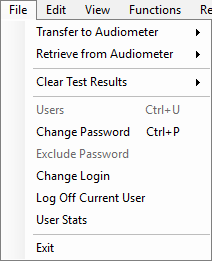 File Edit View Functions Re
Transfer to Audiometer
Retrieve from Audiometer
Clear Test Results
Users Ctrl+U
Change Password Ctrl+P
Exclude Password
Change Login
Log Off Current User
User Stats
Exit